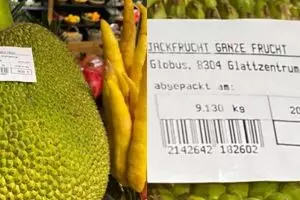 JACKFRUCHT GANZE FRUCHT
Globus, 8304 Glattzentrum
abgepackt am:
9.130 kg
20
2142642 182602